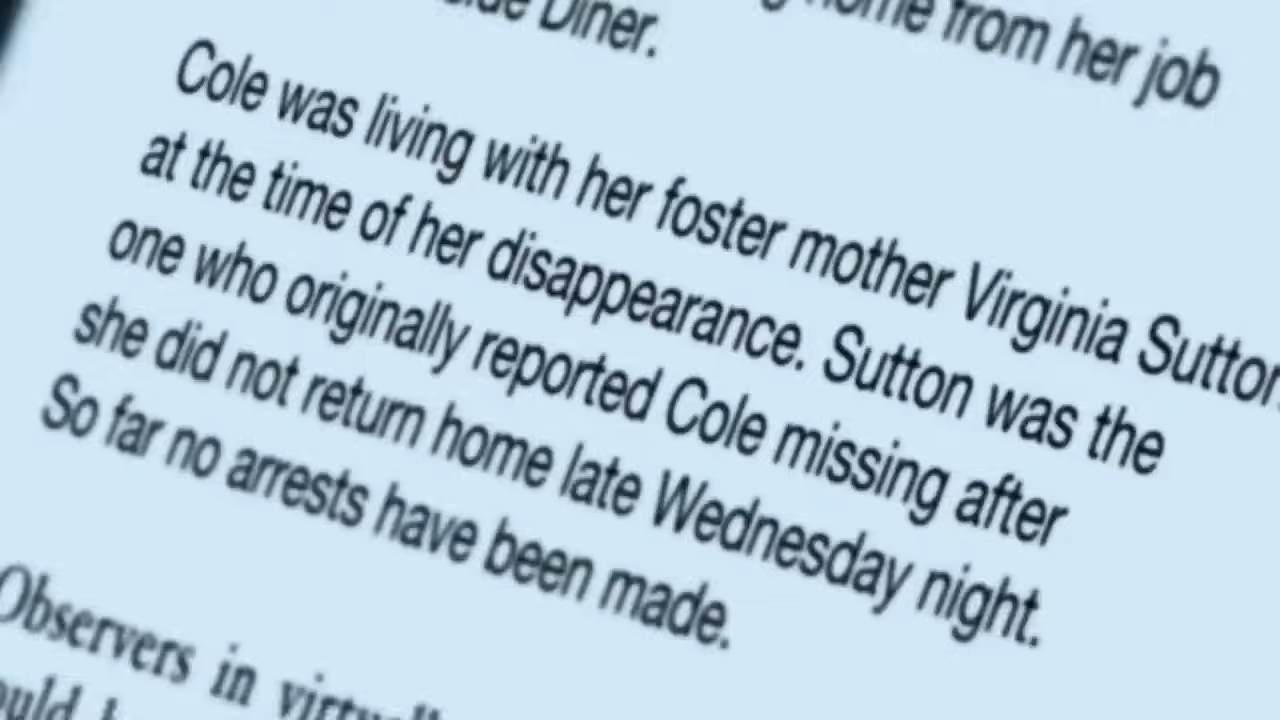 home from her job
Diner.
Cole was living with her foster mother Virginia Sutton
at the time of her disappearance. Sutton was the
one who originally reported Cole missing after
she did not return home late Wednesday night.
So far no arrests have been made.
Observers in